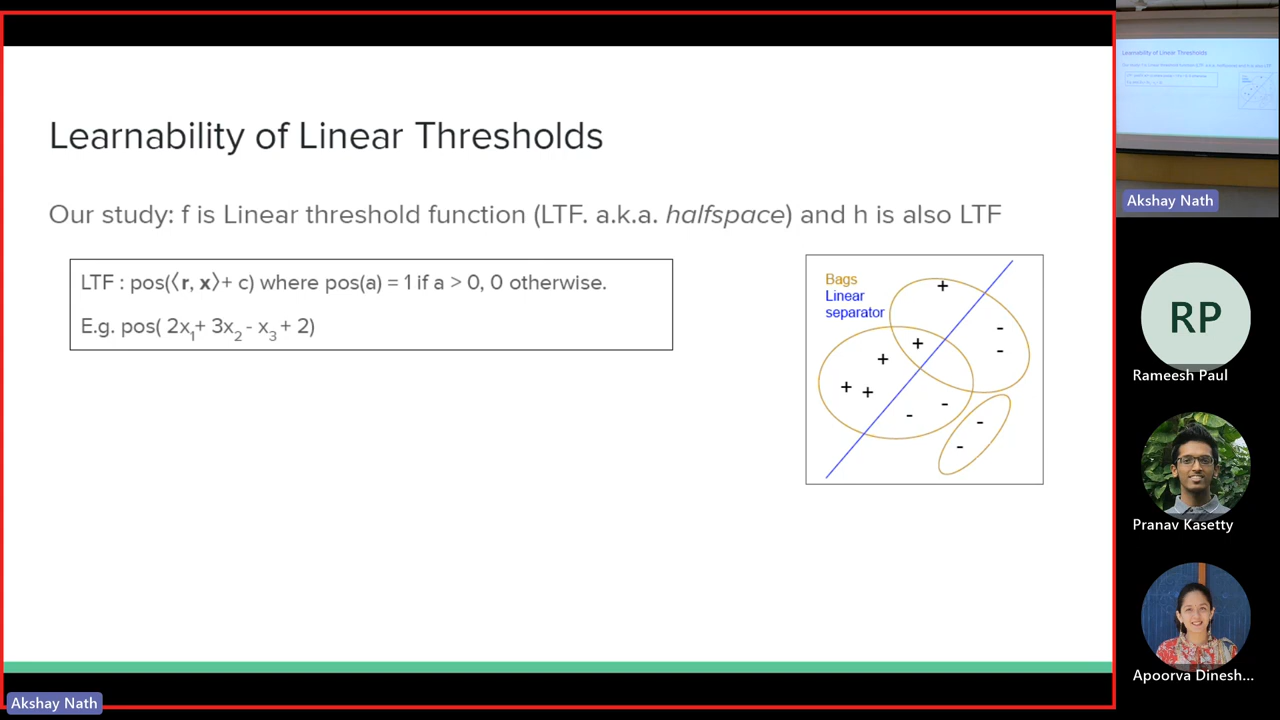 Learnability of Linear Thresholds
Our study: f is Linear threshold function (LTF. a.k.a. halfspace) and h is also LTF
LTF : pos(⟨r, x⟩+ c) where pos(a) = 1 if a > 0, 0 otherwise.
E.g. pos( 2x₁+ 3x₂ - x₃ + 2)
Bags
Linear
separator
Learnability of Linear Thresholds
Akshay Nath
RP
Rameesh Paul
Pranav Kasetty
Apoorva Dinesh...
Akshay Nath